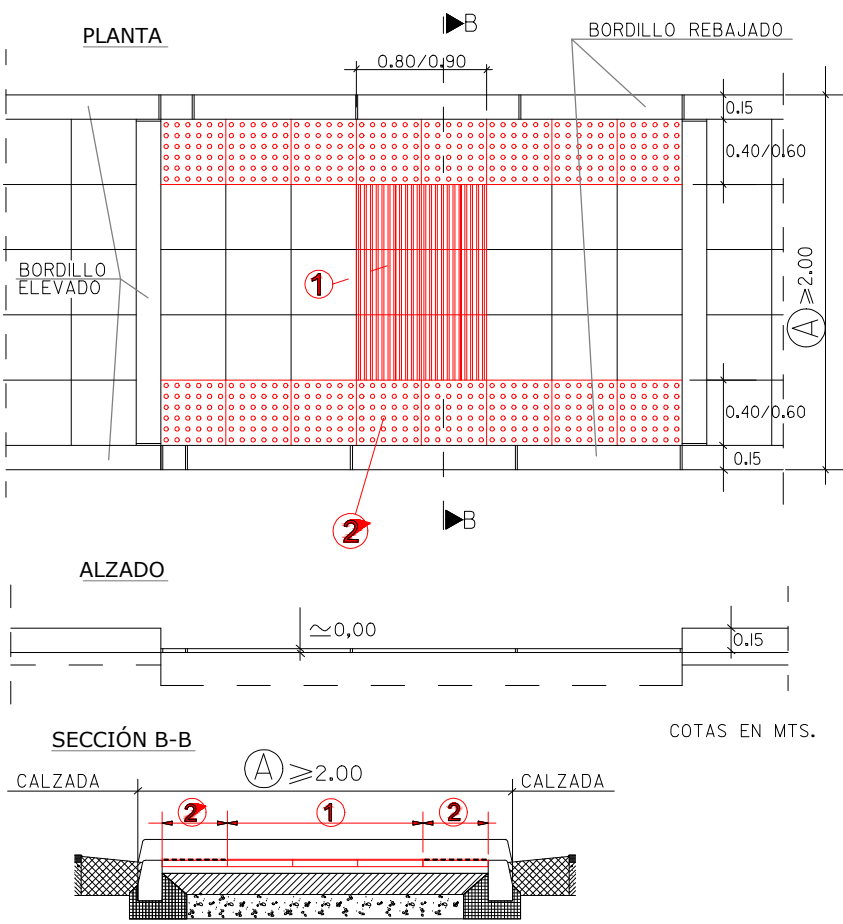 PLANTA
B
BORDILLO REBAJADO
0.80/0.90
0.15
0.40/0.60
BORDILLO
ELEVADO
1
A ≥2.00
0.40/0.60
0.15
2
B
ALZADO
≃0,00
0.15
COTAS EN MTS.
SECCIÓN B-B
CALZADA
A ≥2.00
CALZADA
2
1
2